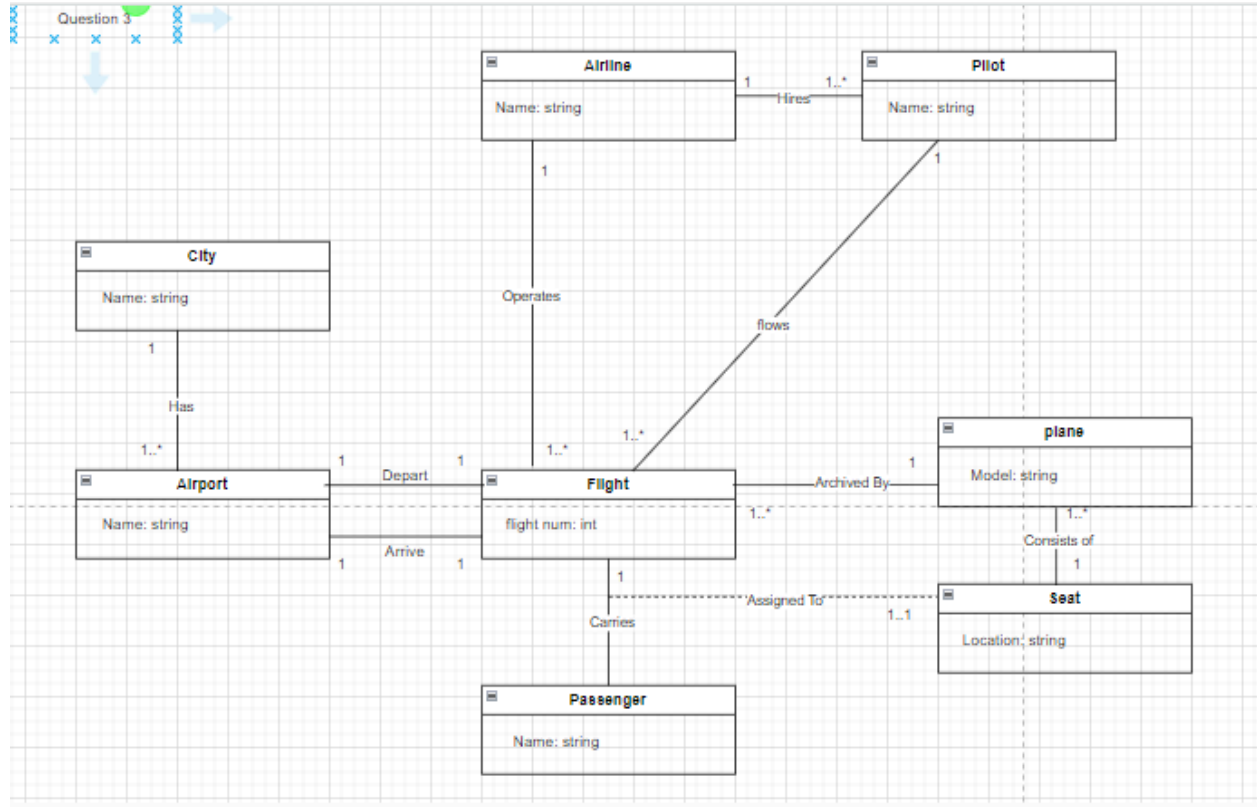 Question 3
Airline
Name: string
1
Hires
1..*
Pilot
Name: string
1
1
Operates
flows
City
Name: string
1
Has
1..*
1..*
1..*
Airport
Name: string
1
Depart
1
1
Arrive
1
Flight
flight num: int
1
Archived By
1..*
plane
Model: string
1..*
Consists of
1
Seat
Location: string
1
Assigned To
1..1
Carries
Passenger
Name: string